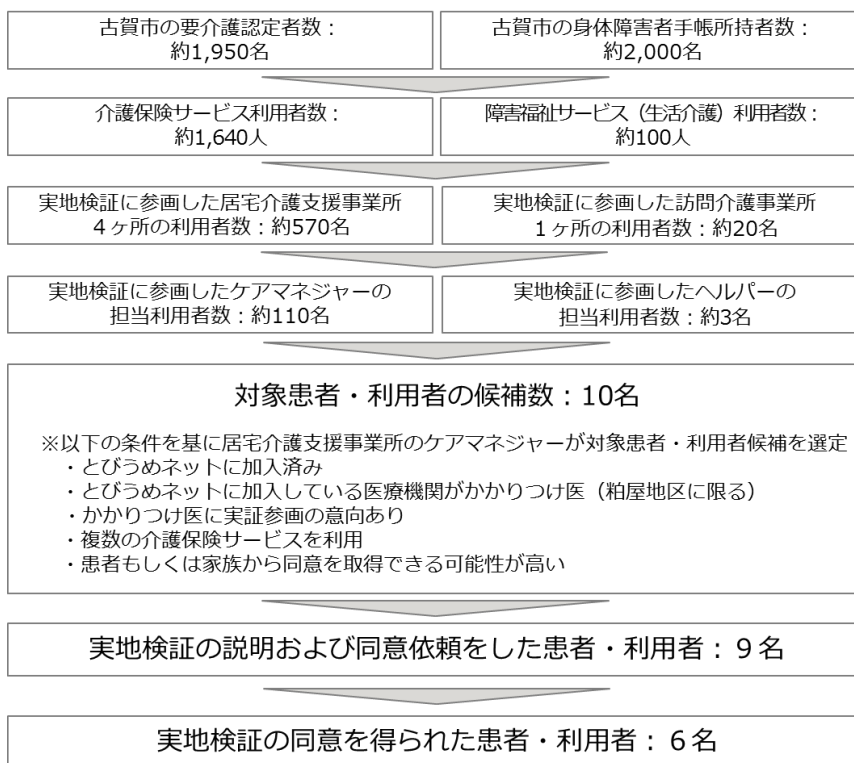 古賀市の要介護認定者数：
約1,950名
古賀市の身体障害者手帳所持者数：
約2,000名
介護保険サービス利用者数：
約1,640人
障害福祉サービス（生活介護）利用者数：
約100人
実地検証に参画した居宅介護支援事業所
４ヶ所の利用者数：約570名
実地検証に参画した訪問介護事業所
１ヶ所の利用者数：約20名
実地検証に参画したケアマネジャーの
担当利用者数：約110名
実地検証に参画したヘルパーの
担当利用者数：約3名
対象患者・利用者の候補数：10名
※以下の条件を基に居宅介護支援事業所のケアマネジャーが対象患者・利用者候補を選定
・とびうめネットに加入済み
・とびうめネットに加入している医療機関がかかりつけ医（粕屋地区に限る）
・かかりつけ医に実証参画の意向あり
・複数の介護保険サービスを利用
・患者もしくは家族から同意を取得できる可能性が高い
実地検証の説明および同意依頼をした患者・利用者：９名
実地検証の同意を得られた患者・利用者：６名